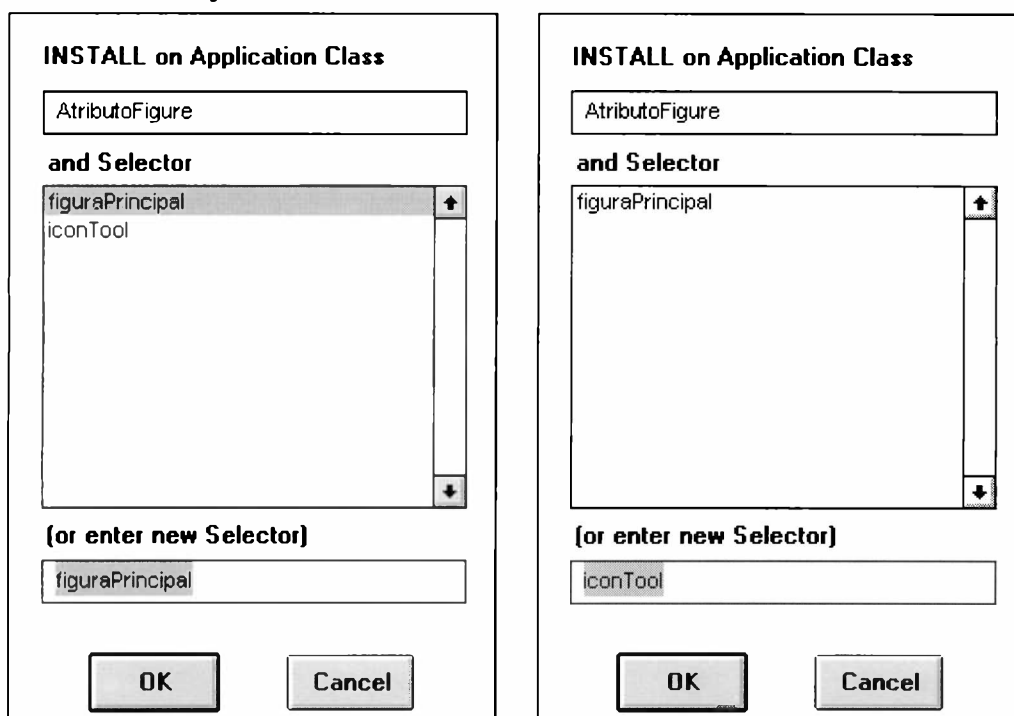 INSTALL on Application Class
AtributoFigure
and Selector
figuraPrincipal
iconTool
(or enter new Selector)
figuraPrincipal
OK Cancel
INSTALL on Application Class
AtributoFigure
and Selector
figuraPrincipal
(or enter new Selector)
iconTool
OK Cancel